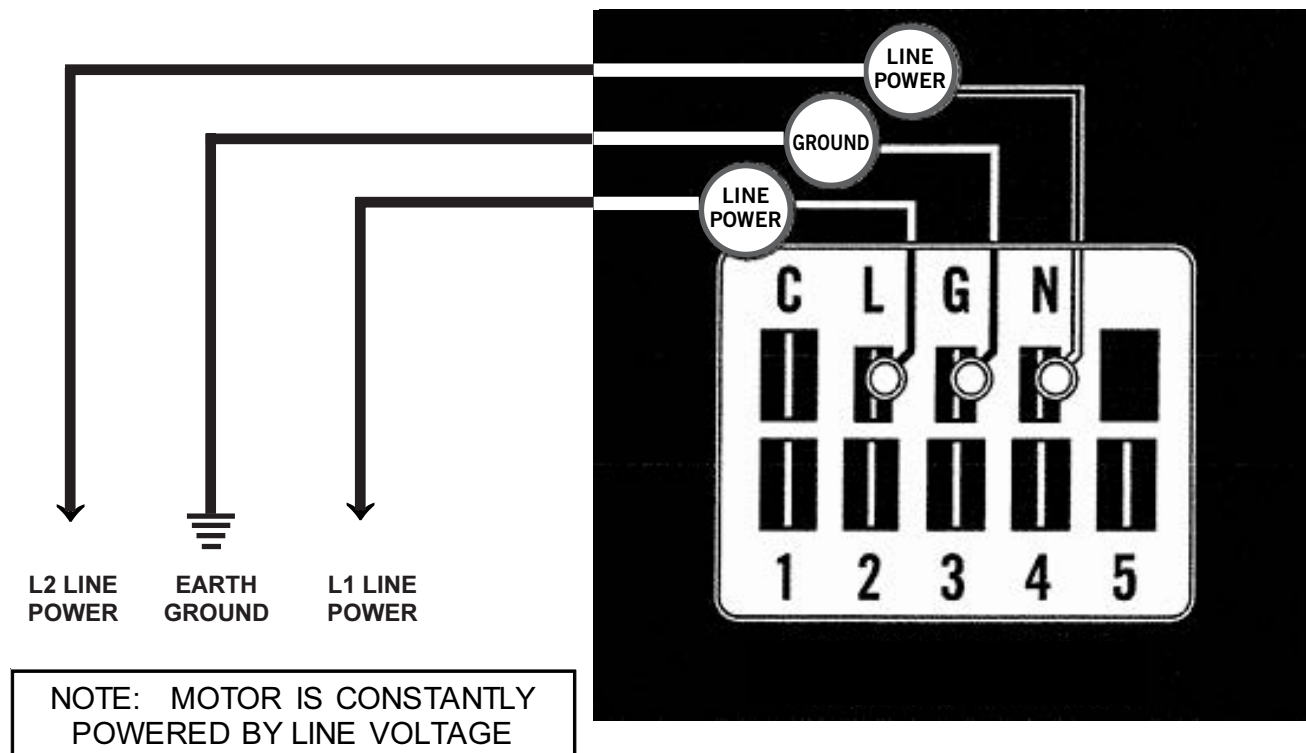 LINE
POWER
GROUND
LINE
POWER
C L G N
1 2 3 4 5
L2 LINE
POWER
EARTH
GROUND
L1 LINE
POWER
NOTE: MOTOR IS CONSTANTLY
POWERED BY LINE VOLTAGE